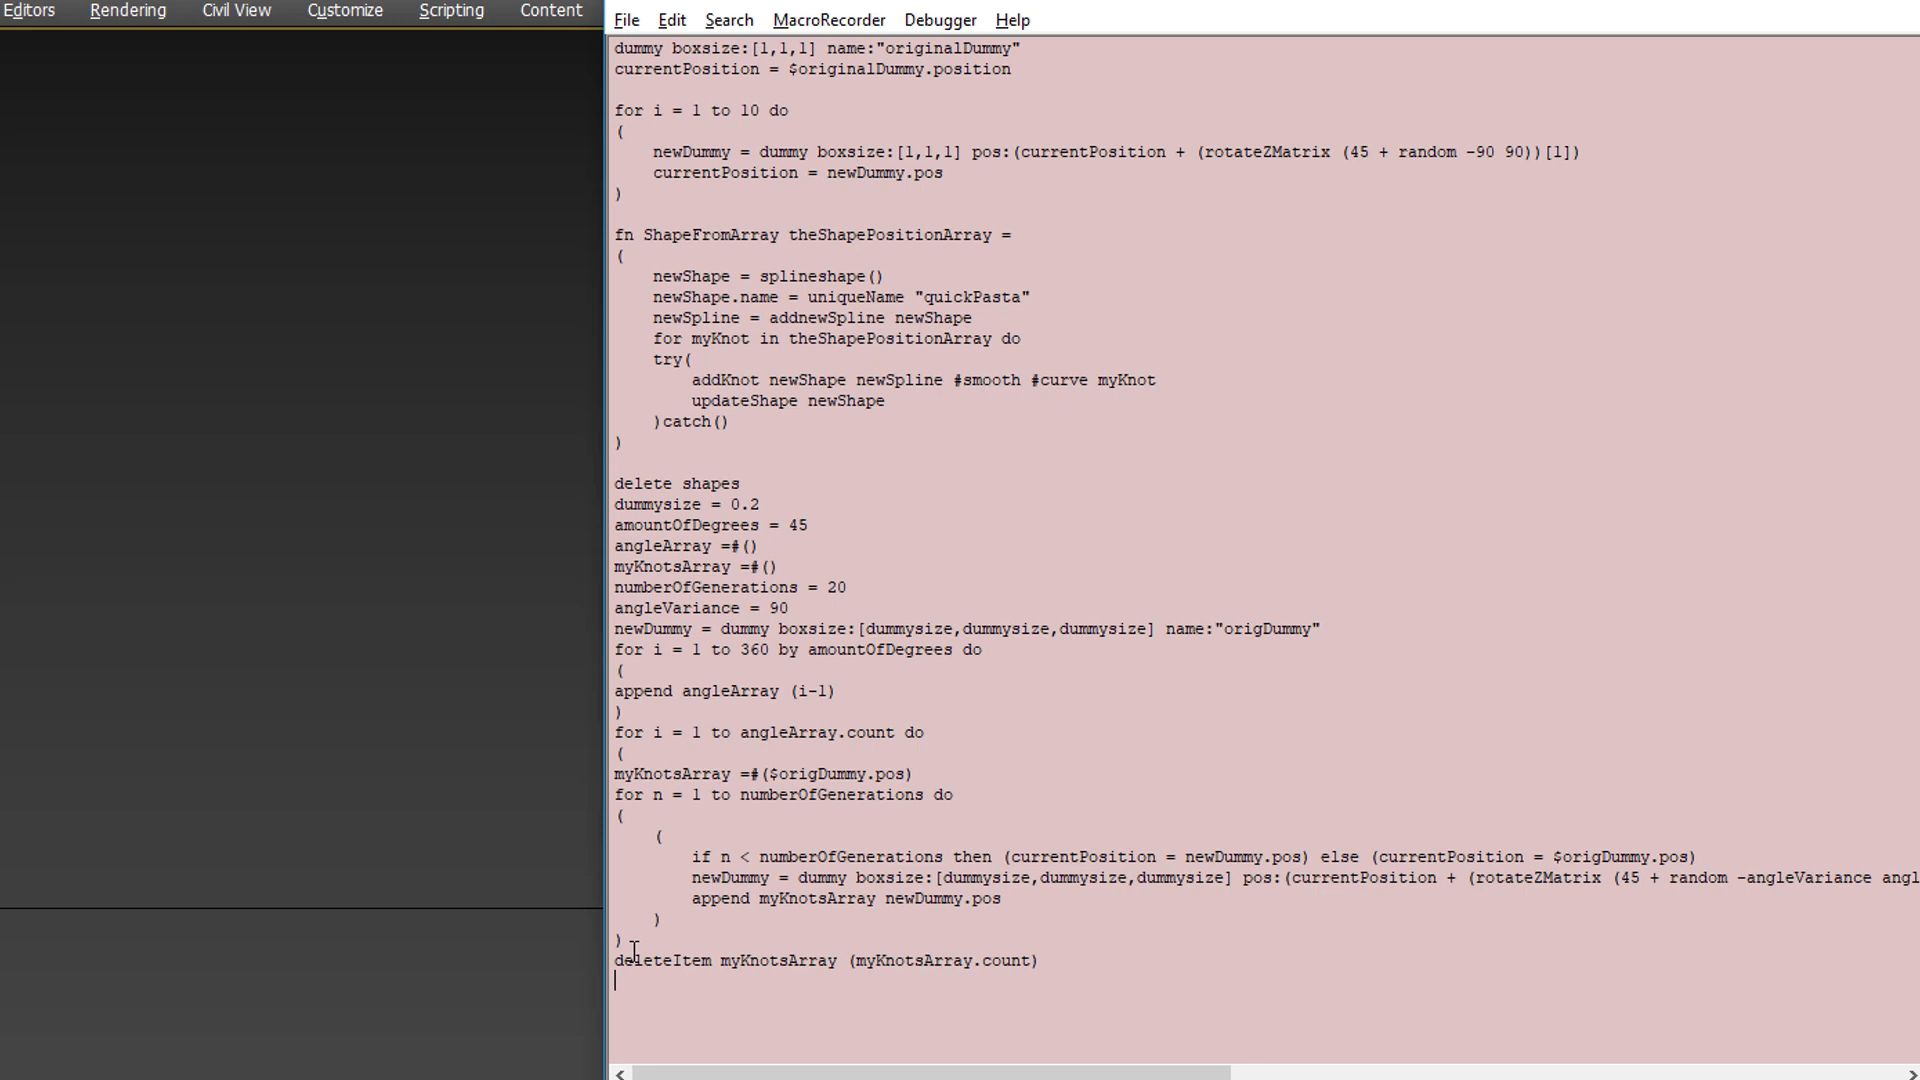 Editors Rendering Civil View Customize Scripting Content
File Edit Search MacroRecorder Debugger Help
dummy boxsize:[1,1,1] name:"originalDummy"
currentPosition = $originalDummy.position
for i = 1 to 10 do
(
newDummy = dummy boxsize:[1,1,1] pos:(currentPosition + (rotateZMatrix (45 + random -90 90))[1])
currentPosition = newDummy.pos
)
fn ShapeFromArray theShapePositionArray =
(
newShape = splineshape()
newShape.name = uniqueName "quickPasta"
newSpline = addnewSpline newShape
for myKnot in theShapePositionArray do
try(
addKnot newShape newSpline #smooth #curve myKnot
updateShape newShape
)catch()
)
delete shapes
dummysize = 0.2
amountOfDegrees = 45
angleArray =#()
myKnotsArray =#()
numberOfGenerations = 20
angleVariance = 90
newDummy = dummy boxsize:[dummysize,dummysize,dummysize] name:"origDummy"
for i = 1 to 360 by amountOfDegrees do
(
append angleArray (i-1)
)
for i = 1 to angleArray.count do
(
myKnotsArray =#($origDummy.pos)
for n = 1 to numberOfGenerations do
(
(
if n < numberOfGenerations then (currentPosition = newDummy.pos) else (currentPosition = $origDummy.pos)
newDummy = dummy boxsize:[dummysize,dummysize,dummysize] pos:(currentPosition + (rotateZMatrix (45 + random -angleVariance angl
append myKnotsArray newDummy.pos
)
)
deleteItem myKnotsArray (myKnotsArray.count)